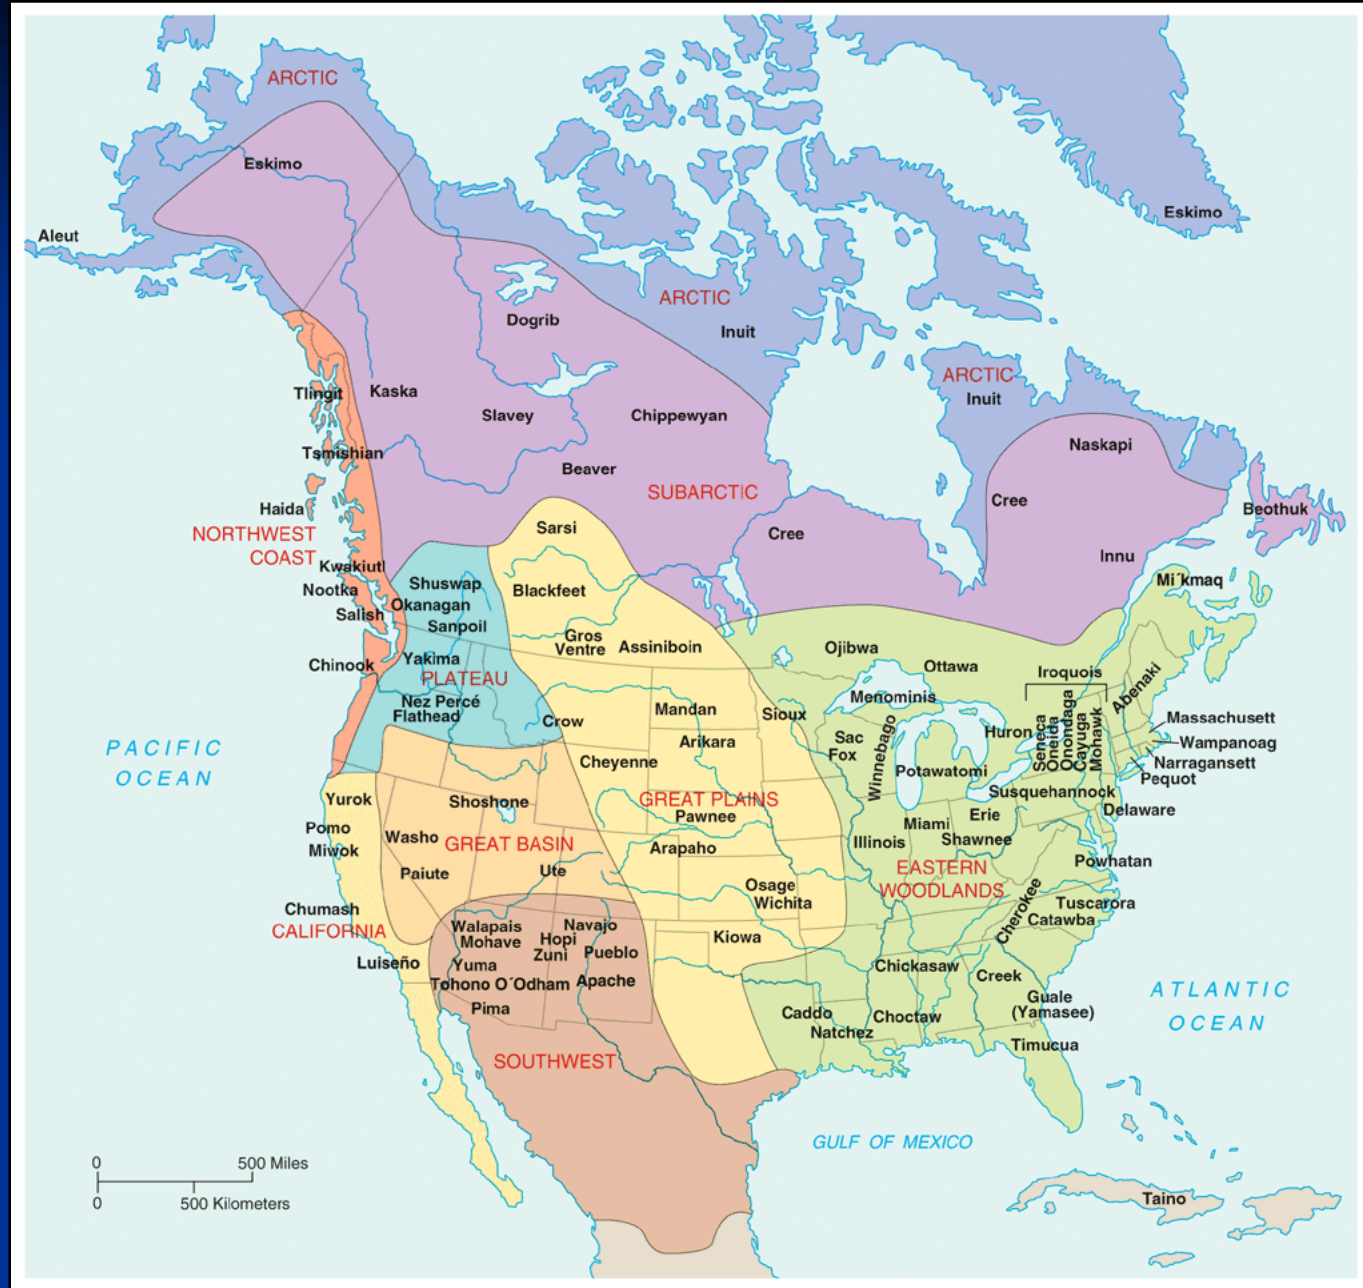 ARCTIC
Eskimo
Eskimo
Aleut
ARCTIC
Inuit
Dogrib
ARCTIC
Inuit
Tlingit
Kaska
Slavey
Chippewyan
Naskapi
Tsmishian
Beaver
SUBARCTIC
Cree
Haida
Beothuk
NORTHWEST
COAST
Sarsi
Cree
Innu
Kwakiutl
Nootka
Salish
Shuswap
Okanagan
Sanpoil
Blackfeet
Mi´kmaq
Gros
Ventre
Assiniboin
Ojibwa
Ottawa
Chinook
Yakima
PLATEAU
Nez Percé
Flathead
Crow
Mandan
Sioux
Menominis
Iroquois
Abenaki
Arikara
Sac
Fox
Winnebago
Huron
Seneca
Oneida
Onondaga
Cayuga
Mohawk
Massachusett
Wampanoag
Narragansett
Pequot
PACIFIC
OCEAN
Cheyenne
Potawatomi
Susquehannock
Delaware
Yurok
Shoshone
GREAT PLAINS
Pawnee
Pomo
Miwok
Washo
GREAT BASIN
Arapaho
Illinois
Miami
Erie
Shawnee
Paiute
Ute
EASTERN
WOODLANDS
Powhatan
Osage
Wichita
Cherokee
Tuscarora
Catawba
Chumash
CALIFORNIA
Luiseño
Walapais
Mohave
Navajo
Hopi
Zuni
Pueblo
Kiowa
Yuma
Tohono O´Odham
Apache
Pima
Chickasaw
Creek
Guale
(Yamasee)
ATLANTIC
OCEAN
Caddo
Natchez
Choctaw
Timucua
SOUTHWEST
GULF OF MEXICO
0
500 Miles
0
500 Kilometers
Taino